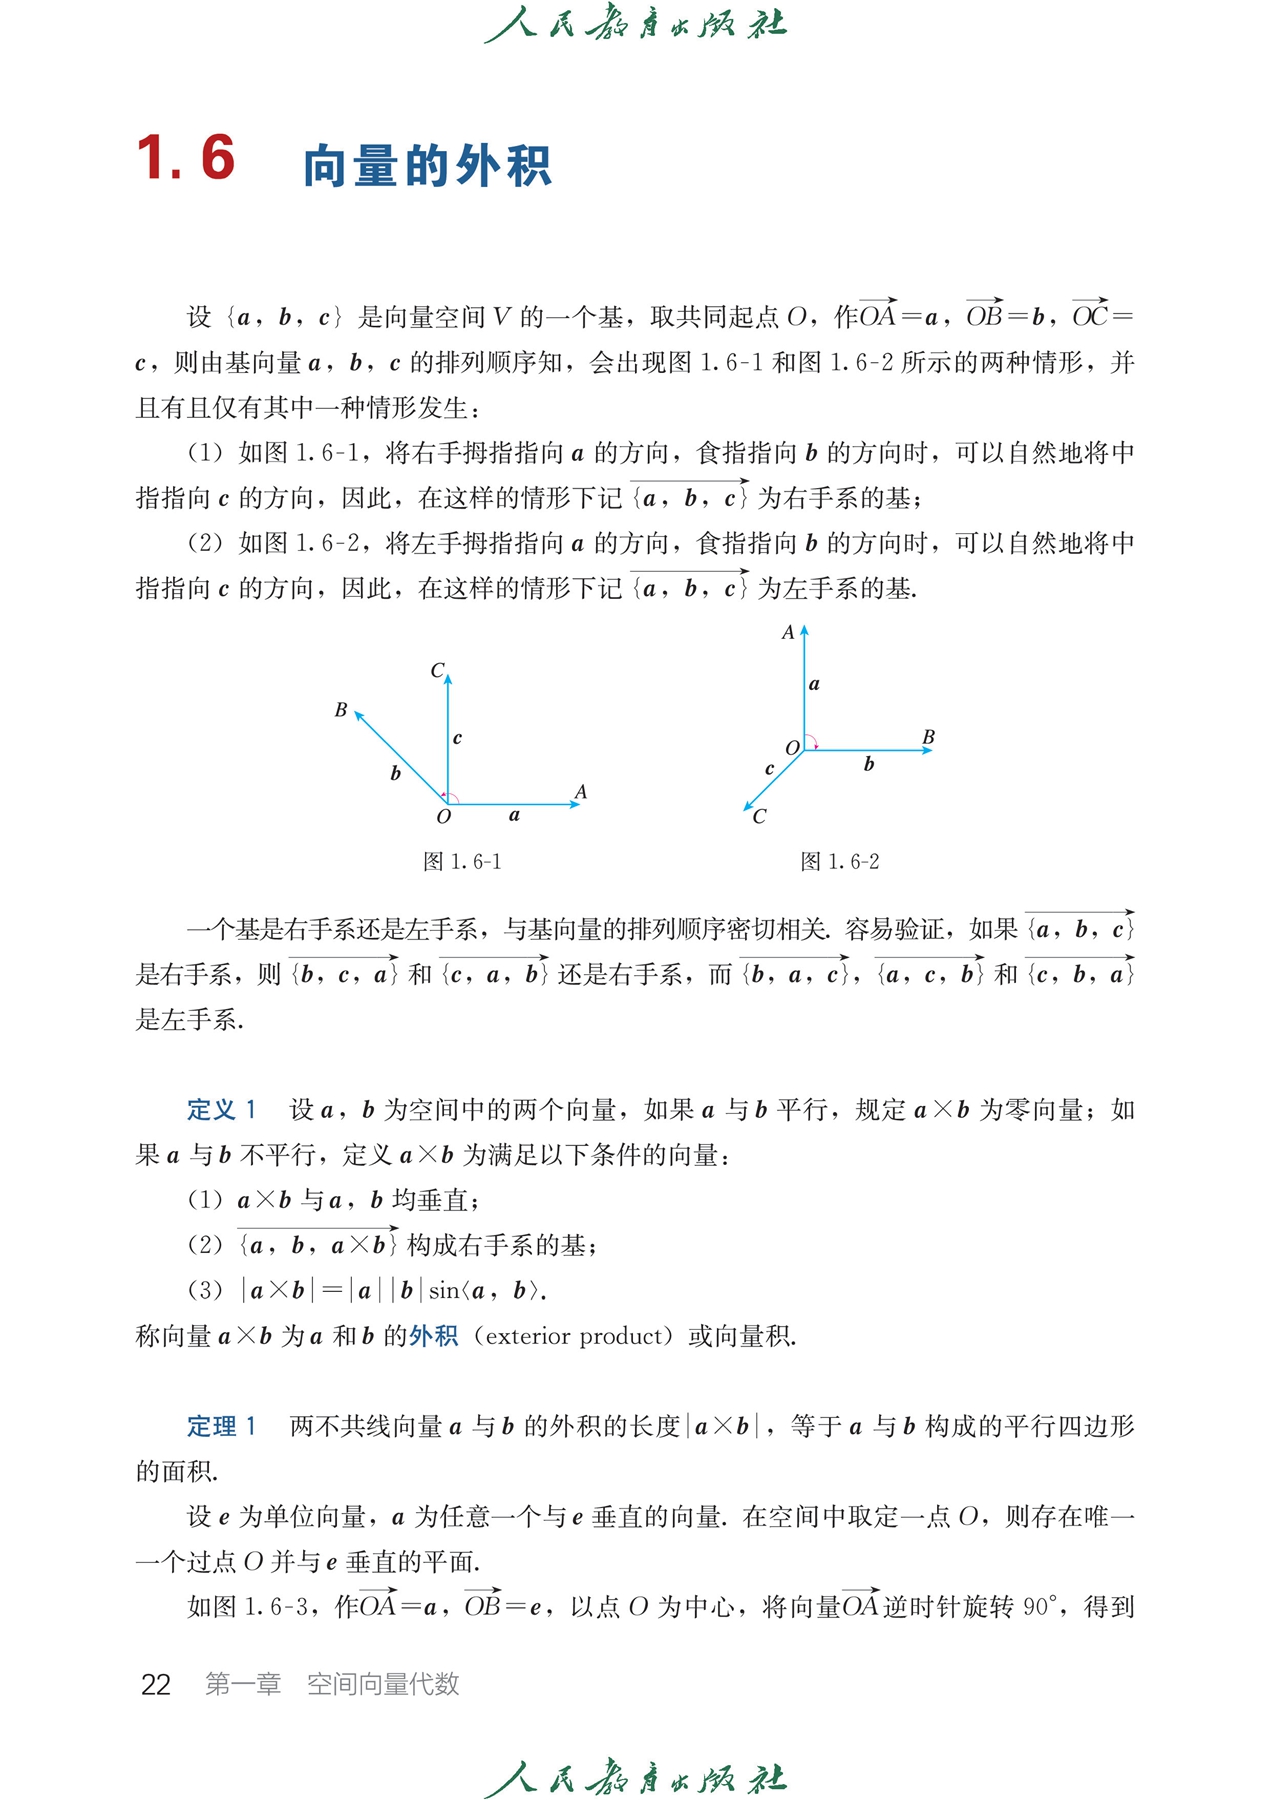 人民教育出版社
1.6 向量的外积
设 {a, b, c} 是向量空间 V 的一个基，取共同起点 O，作$\overrightarrow{OA}$=a，$\overrightarrow{OB}$=b，$\overrightarrow{OC}$=
c，则由基向量 a，b，c 的排列顺序知，会出现图 1.6-1 和图 1.6-2 所示的两种情形，并
且有且仅有其中一种情形发生：
（1）如图 1.6-1，将右手拇指指向 a 的方向，食指指向 b 的方向时，可以自然地将中
指指向 c 的方向，因此，在这样的情形下记 $\overrightarrow{\{a, b, c\}}$ 为右手系的基；
（2）如图 1.6-2，将左手拇指指向 a 的方向，食指指向 b 的方向时，可以自然地将中
指指向 c 的方向，因此，在这样的情形下记 $\overrightarrow{\{a, b, c\}}$ 为左手系的基.
C
B
c
b
A
O
a
图 1.6-1
A
a
O
B
c
b
C
图 1.6-2
一个基是右手系还是左手系，与基向量的排列顺序密切相关. 容易验证，如果 $\overrightarrow{\{a, b, c\}}$
是右手系，则 $\overrightarrow{\{b, c, a\}}$ 和 $\overrightarrow{\{c, a, b\}}$ 还是右手系，而 $\overrightarrow{\{b, a, c\}}$，$\overrightarrow{\{a, c, b\}}$ 和 $\overrightarrow{\{c, b, a\}}$
是左手系.
定义 1 设 a，b 为空间中的两个向量，如果 a 与 b 平行，规定 a×b 为零向量；如
果 a 与 b 不平行，定义 a×b 为满足以下条件的向量：
（1）a×b 与 a，b 均垂直；
（2）$\overrightarrow{\{a, b, a×b\}}$ 构成右手系的基；
（3）|a×b|=|a||b|sin⟨a，b⟩.
称向量 a×b 为 a 和 b 的外积（exterior product）或向量积.
定理 1 两不共线向量 a 与 b 的外积的长度|a×b|，等于 a 与 b 构成的平行四边形
的面积.
设 e 为单位向量，a 为任意一个与 e 垂直的向量. 在空间中取定一点 O，则存在唯一
一个过点 O 并与 e 垂直的平面.
如图 1.6-3，作$\overrightarrow{OA}$=a，$\overrightarrow{OB}$=e，以点 O 为中心，将向量$\overrightarrow{OA}$逆时针旋转 90°，得到
22 第一章 空间向量代数
人民教育出版社